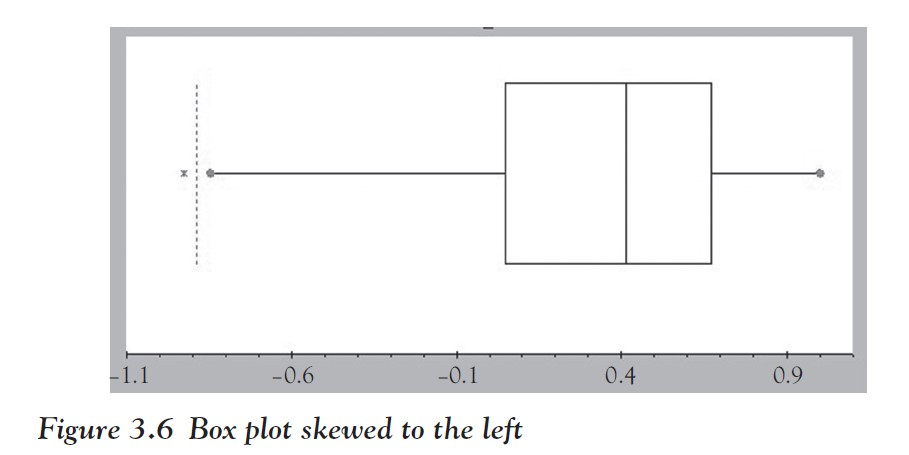 -1.1 -0.6 -0.1 0.4 0.9
Figure 3.6 Box plot skewed to the left